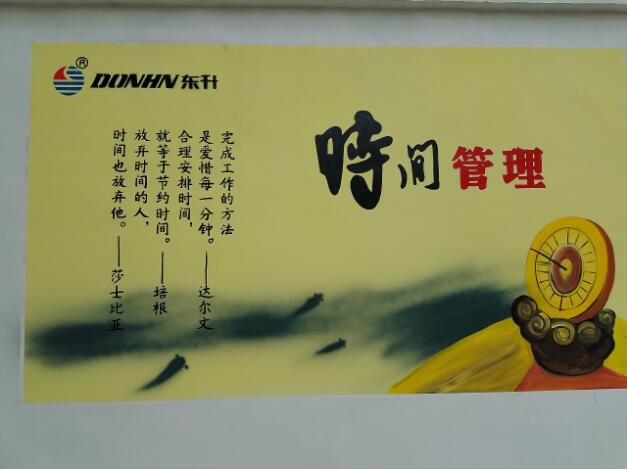 ® DONHN 东升
時间管理
完成工作的方法
是爱惜每一分钟。——达尔文
合理安排时间，
就等于节约时间。——培根
放弃时间的人，
时间也放弃他。——莎士比亚